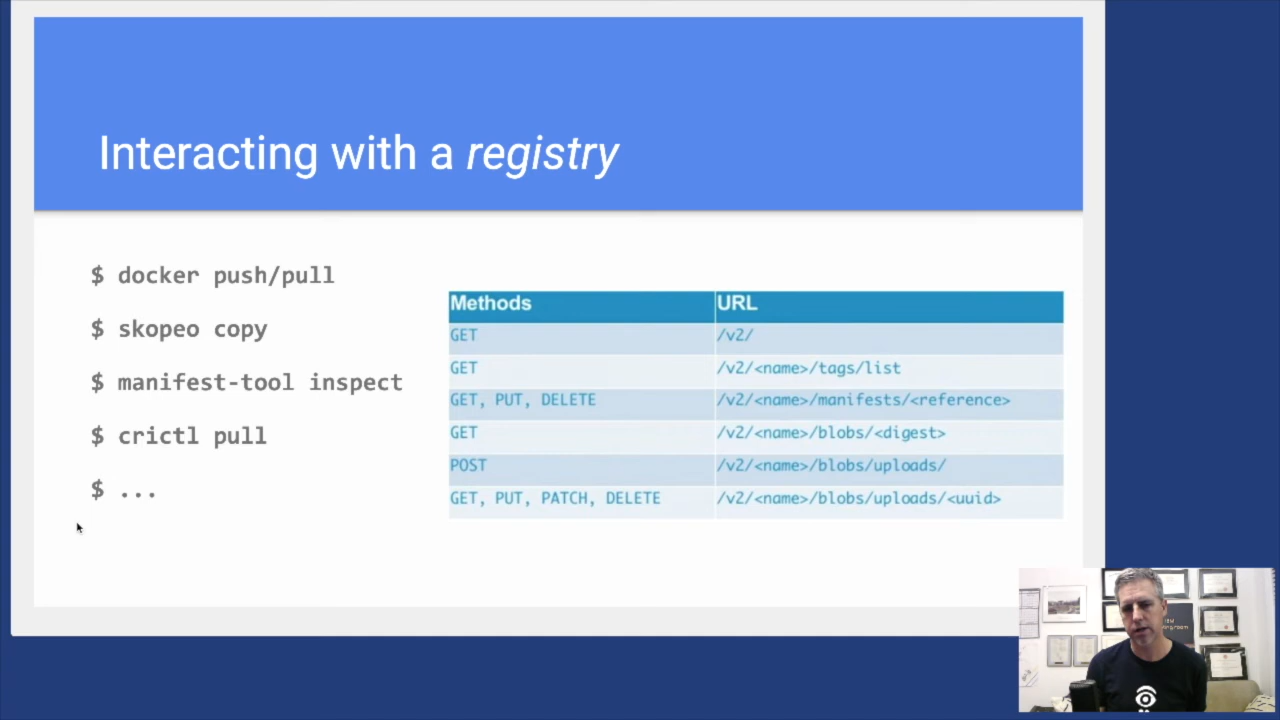 Interacting with a registry
$ docker push/pull
$ skopeo copy
$ manifest-tool inspect
$ crictl pull
$ ...
Methods URL
GET /v2/
GET /v2/<name>/tags/list
GET, PUT, DELETE /v2/<name>/manifests/<reference>
GET /v2/<name>/blobs/<digest>
POST /v2/<name>/blobs/uploads/
GET, PUT, PATCH, DELETE /v2/<name>/blobs/uploads/<uuid>